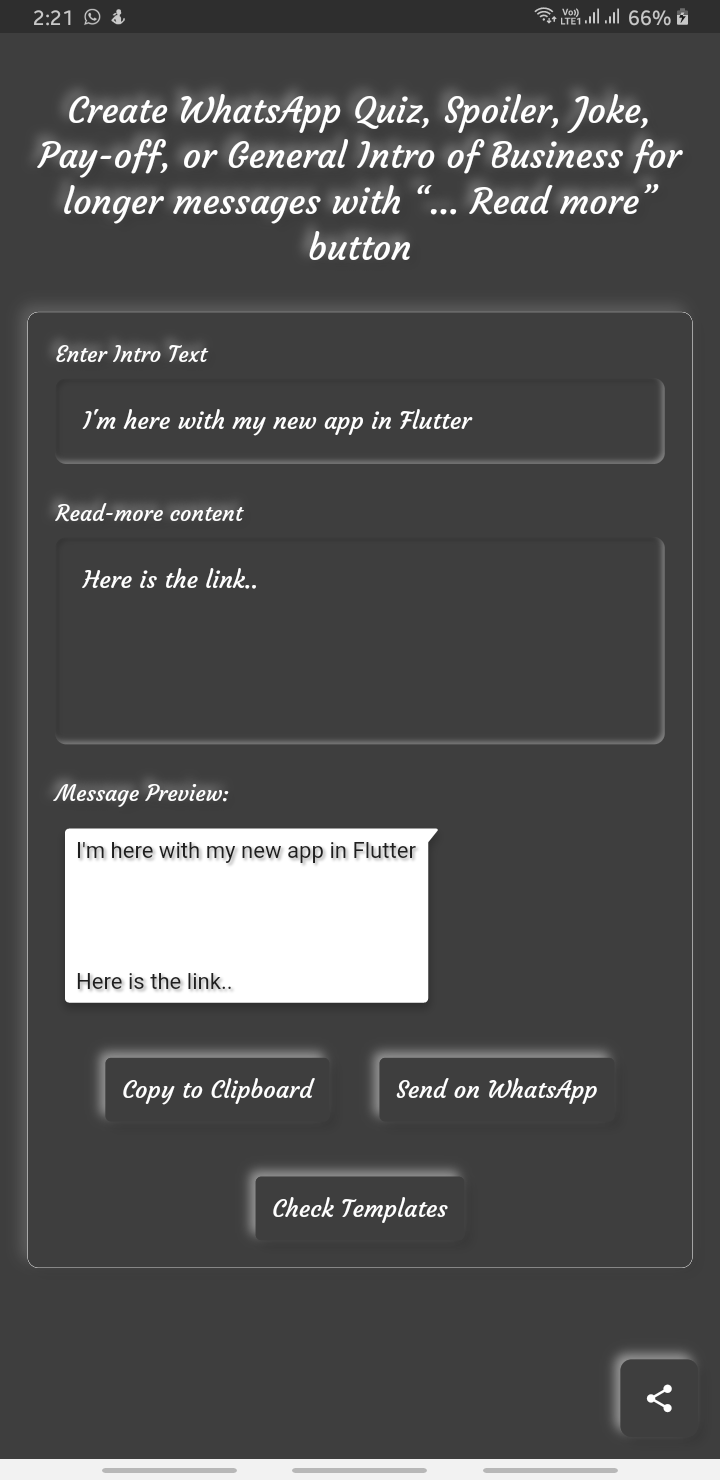 2:21 Vo)) LTE1 66%
Create WhatsApp Quiz, Spoiler, Joke,
Pay-off, or General Intro of Business for
longer messages with “... Read more”
button
Enter Intro Text
I'm here with my new app in Flutter
Read-more content
Here is the link..
Message Preview:
I'm here with my new app in Flutter
Here is the link..
Copy to Clipboard Send on WhatsApp
Check Templates